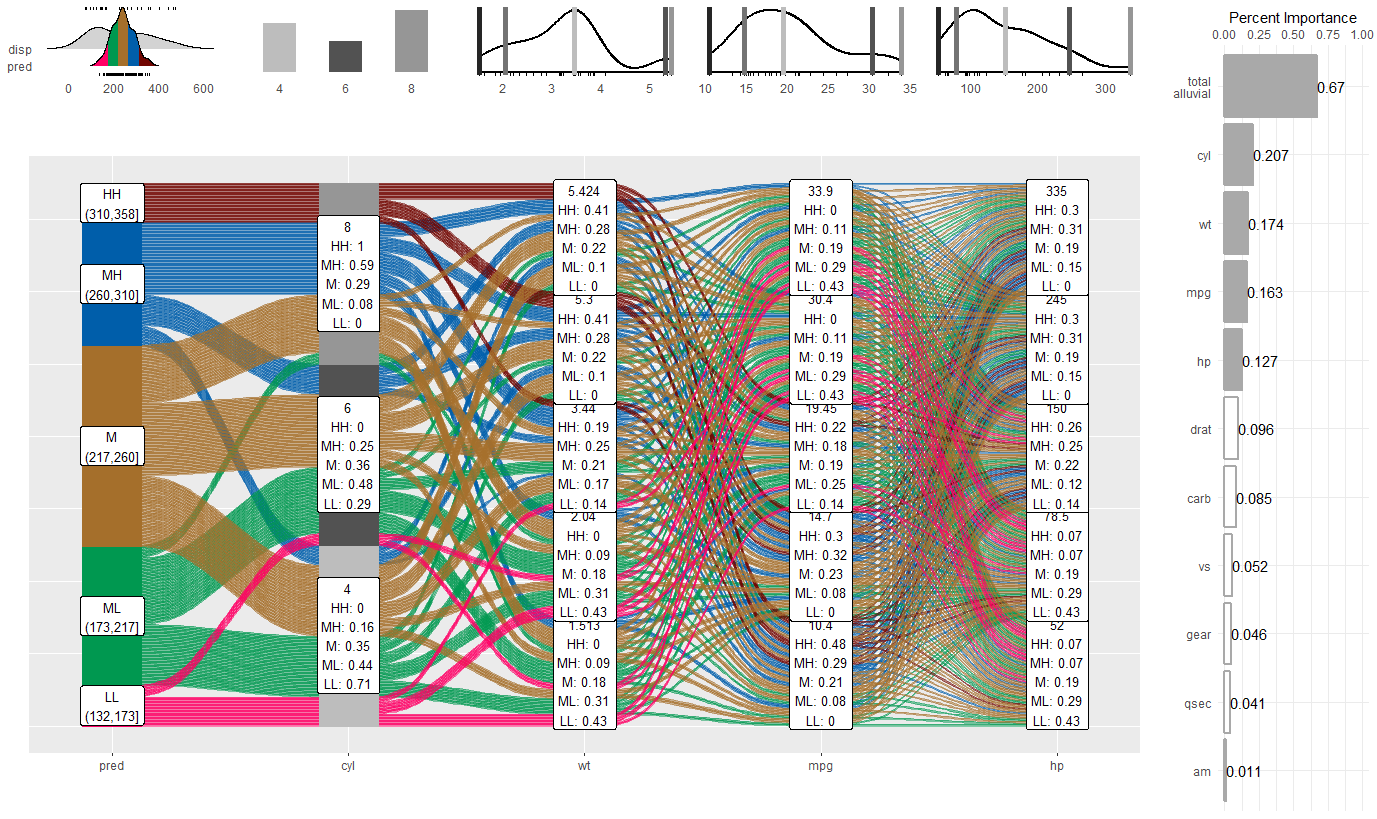 disp
pred
0
200
400
600
4
6
8
2
3
4
5
10
15
20
25
30
35
100
200
300
Percent Importance
0.00 0.25 0.50 0.75 1.00
total
alluvial
0.67
cyl
0.207
wt
0.174
mpg
0.163
hp
0.127
drat
0.096
carb
0.085
vs
0.052
gear
0.046
qsec
0.041
am
0.011
HH
(310,358]
MH
(260,310]
M
(217,260]
ML
(173,217]
LL
(132,173]
8
HH: 1
MH: 0.59
M: 0.29
ML: 0.08
LL: 0
6
HH: 0
MH: 0.25
M: 0.36
ML: 0.48
LL: 0.29
4
HH: 0
MH: 0.16
M: 0.35
ML: 0.44
LL: 0.71
5.424
HH: 0.41
MH: 0.28
M: 0.22
ML: 0.1
LL: 0
5.3
HH: 0.41
MH: 0.28
M: 0.22
ML: 0.1
LL: 0
3.44
HH: 0.19
MH: 0.25
M: 0.21
ML: 0.17
LL: 0.14
2.04
HH: 0
MH: 0.09
M: 0.18
ML: 0.31
LL: 0.43
1.513
HH: 0
MH: 0.09
M: 0.18
ML: 0.31
LL: 0.43
33.9
HH: 0
MH: 0.11
M: 0.19
ML: 0.29
LL: 0.43
30.4
HH: 0
MH: 0.11
M: 0.19
ML: 0.29
LL: 0.43
19.45
HH: 0.22
MH: 0.18
M: 0.19
ML: 0.25
LL: 0.14
14.7
HH: 0.3
MH: 0.32
M: 0.23
ML: 0.08
LL: 0
10.4
HH: 0.48
MH: 0.29
M: 0.21
ML: 0.08
LL: 0
335
HH: 0.3
MH: 0.31
M: 0.19
ML: 0.15
LL: 0
245
HH: 0.3
MH: 0.31
M: 0.19
ML: 0.15
LL: 0
150
HH: 0.26
MH: 0.25
M: 0.22
ML: 0.12
LL: 0.14
78.5
HH: 0.07
MH: 0.07
M: 0.19
ML: 0.29
LL: 0.43
52
HH: 0.07
MH: 0.07
M: 0.19
ML: 0.29
LL: 0.43
pred
cyl
wt
mpg
hp